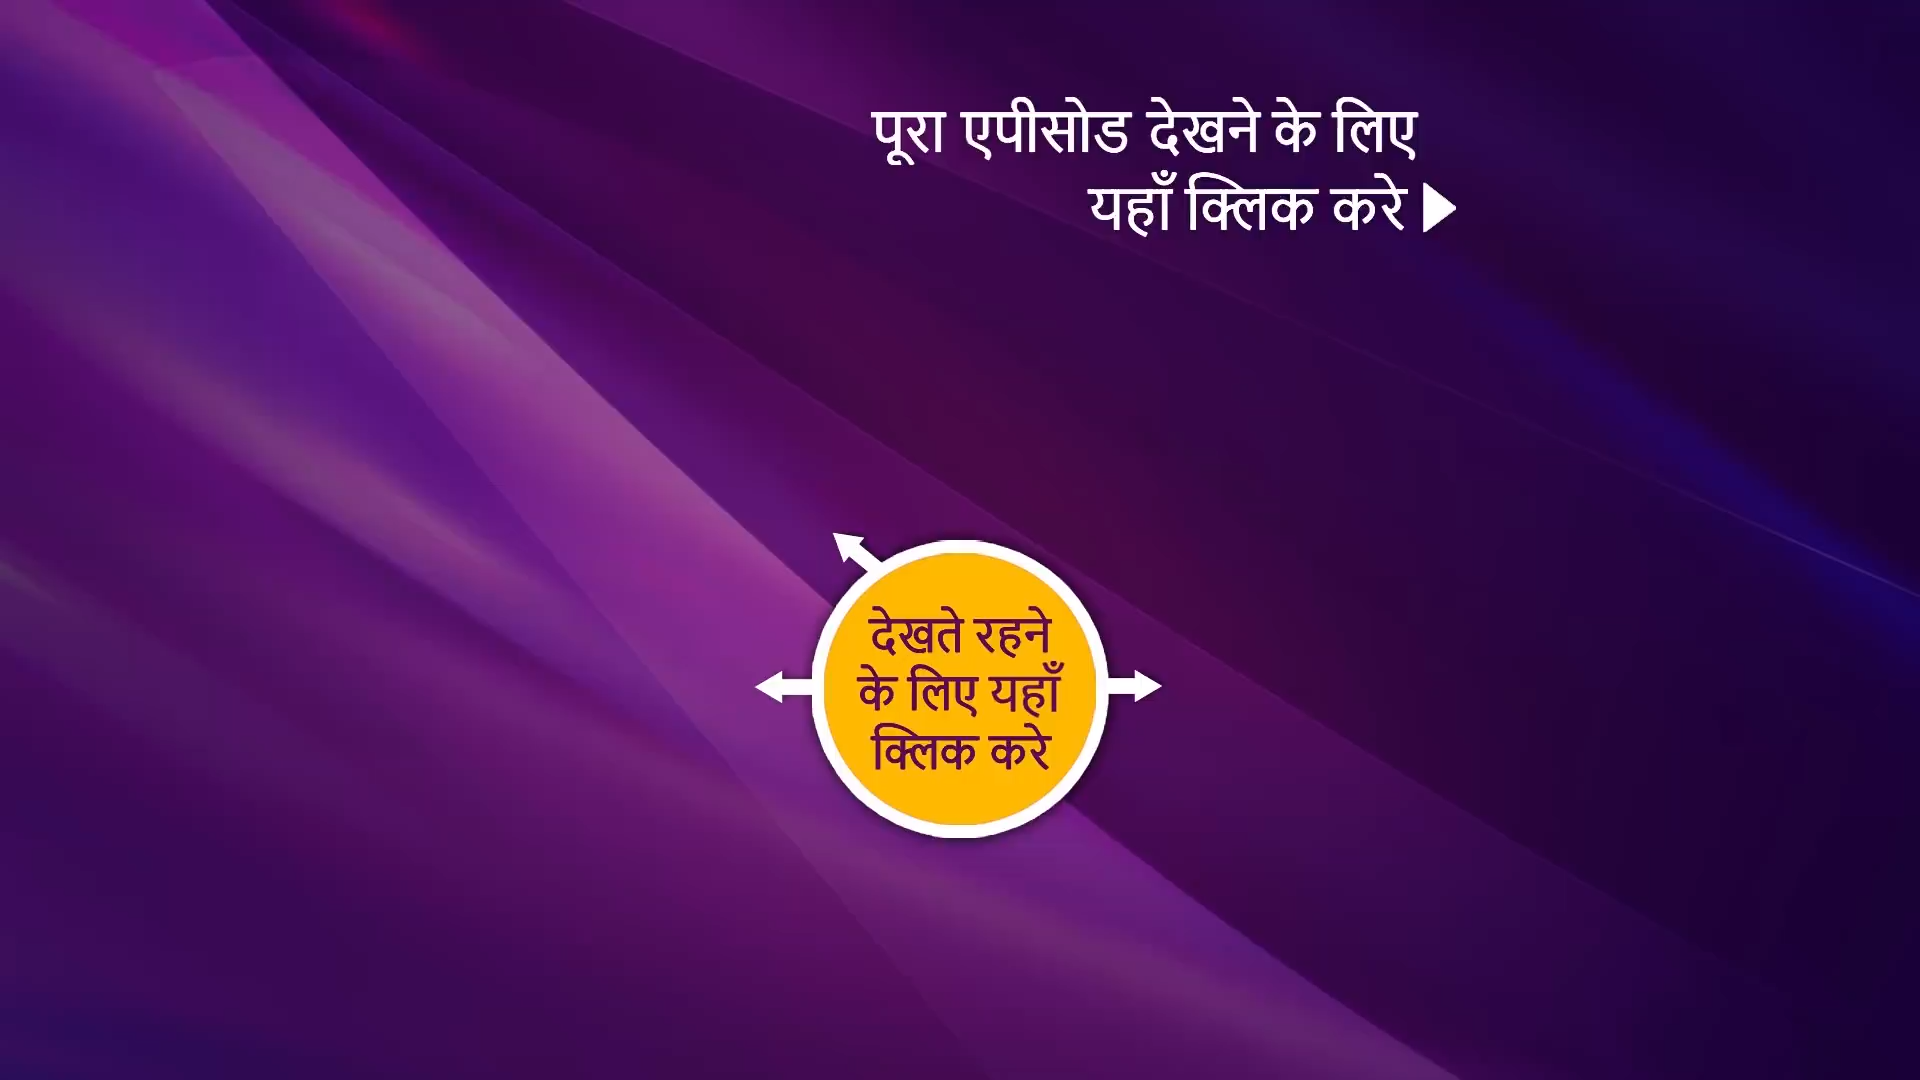 पूरा एपीसोड देखने के लिए
यहाँ क्लिक करे
देखते रहने
के लिए यहाँ
क्लिक करे